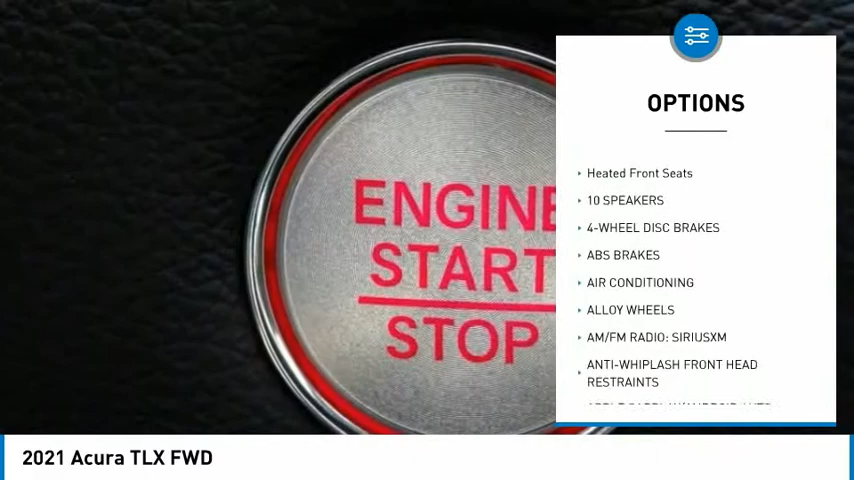 ENGINE
START
STOP
OPTIONS
Heated Front Seats
10 SPEAKERS
4-WHEEL DISC BRAKES
ABS BRAKES
AIR CONDITIONING
ALLOY WHEELS
AM/FM RADIO: SIRIUSXM
ANTI-WHIPLASH FRONT HEAD
RESTRAINTS
2021 Acura TLX FWD